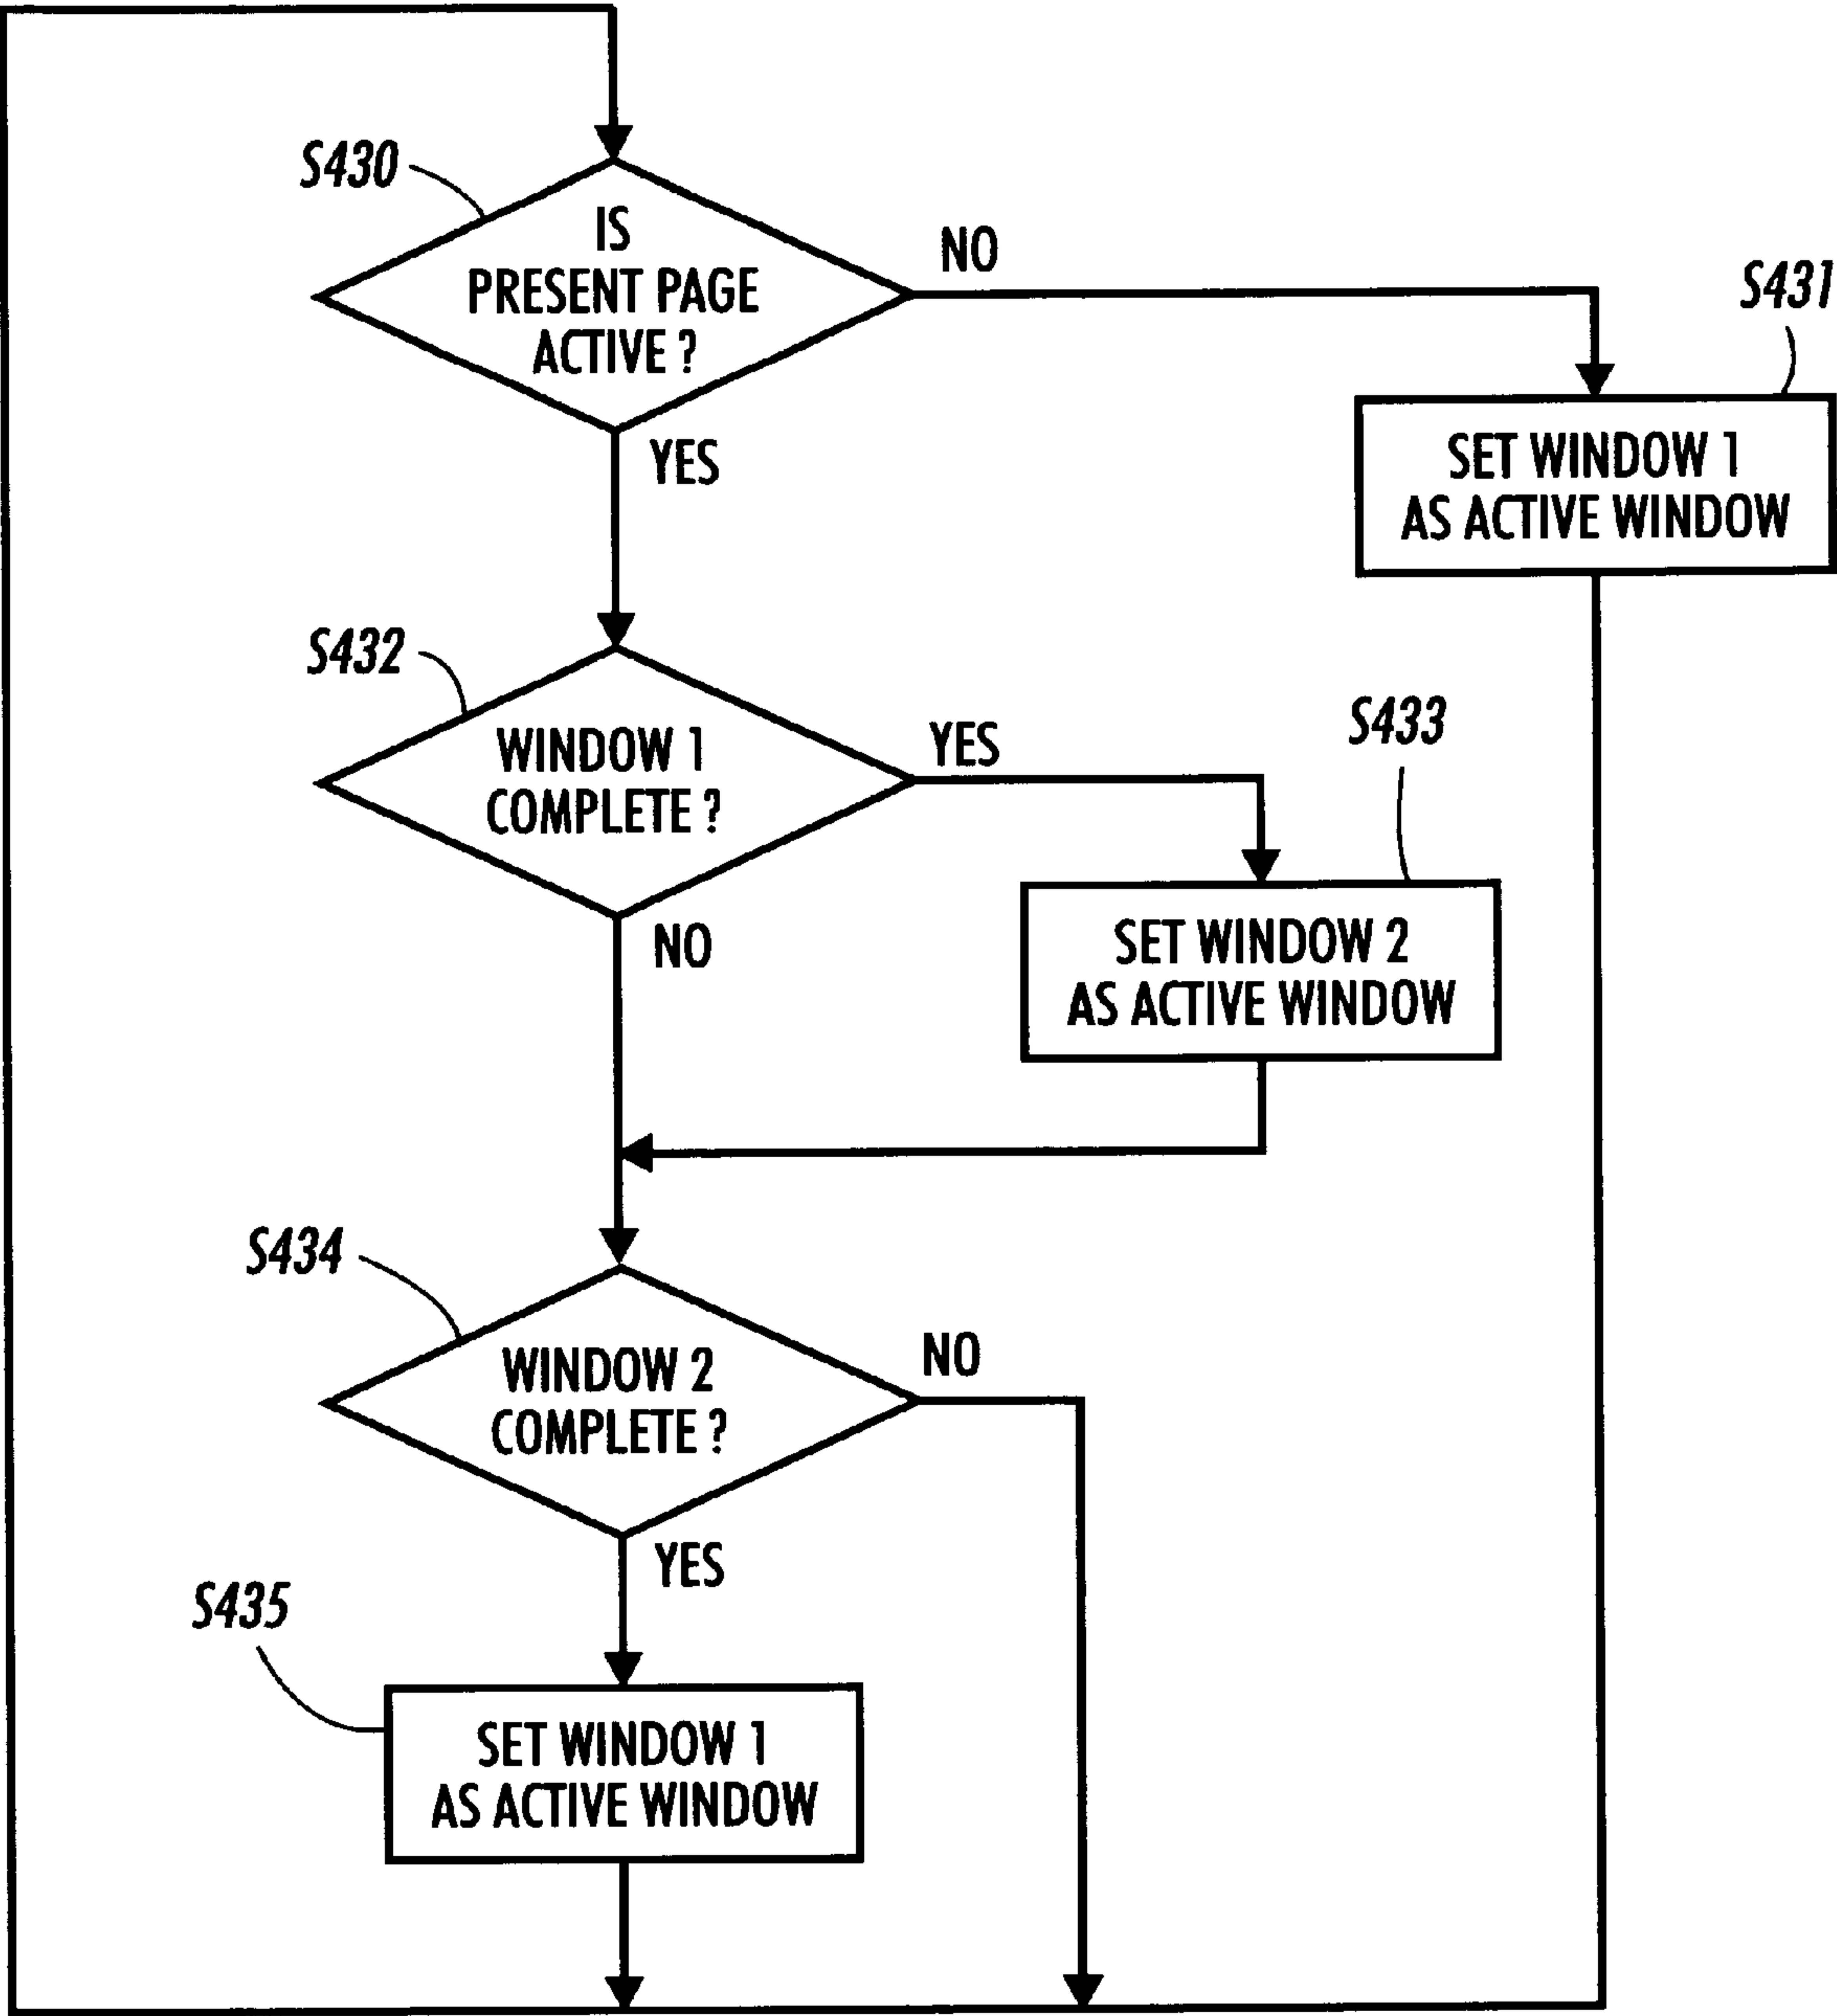 S430
IS
PRESENT PAGE
ACTIVE ?
NO
YES
S431
SET WINDOW 1
AS ACTIVE WINDOW
S432
WINDOW 1
COMPLETE ?
YES
NO
S433
SET WINDOW 2
AS ACTIVE WINDOW
S434
WINDOW 2
COMPLETE ?
NO
YES
S435
SET WINDOW 1
AS ACTIVE WINDOW